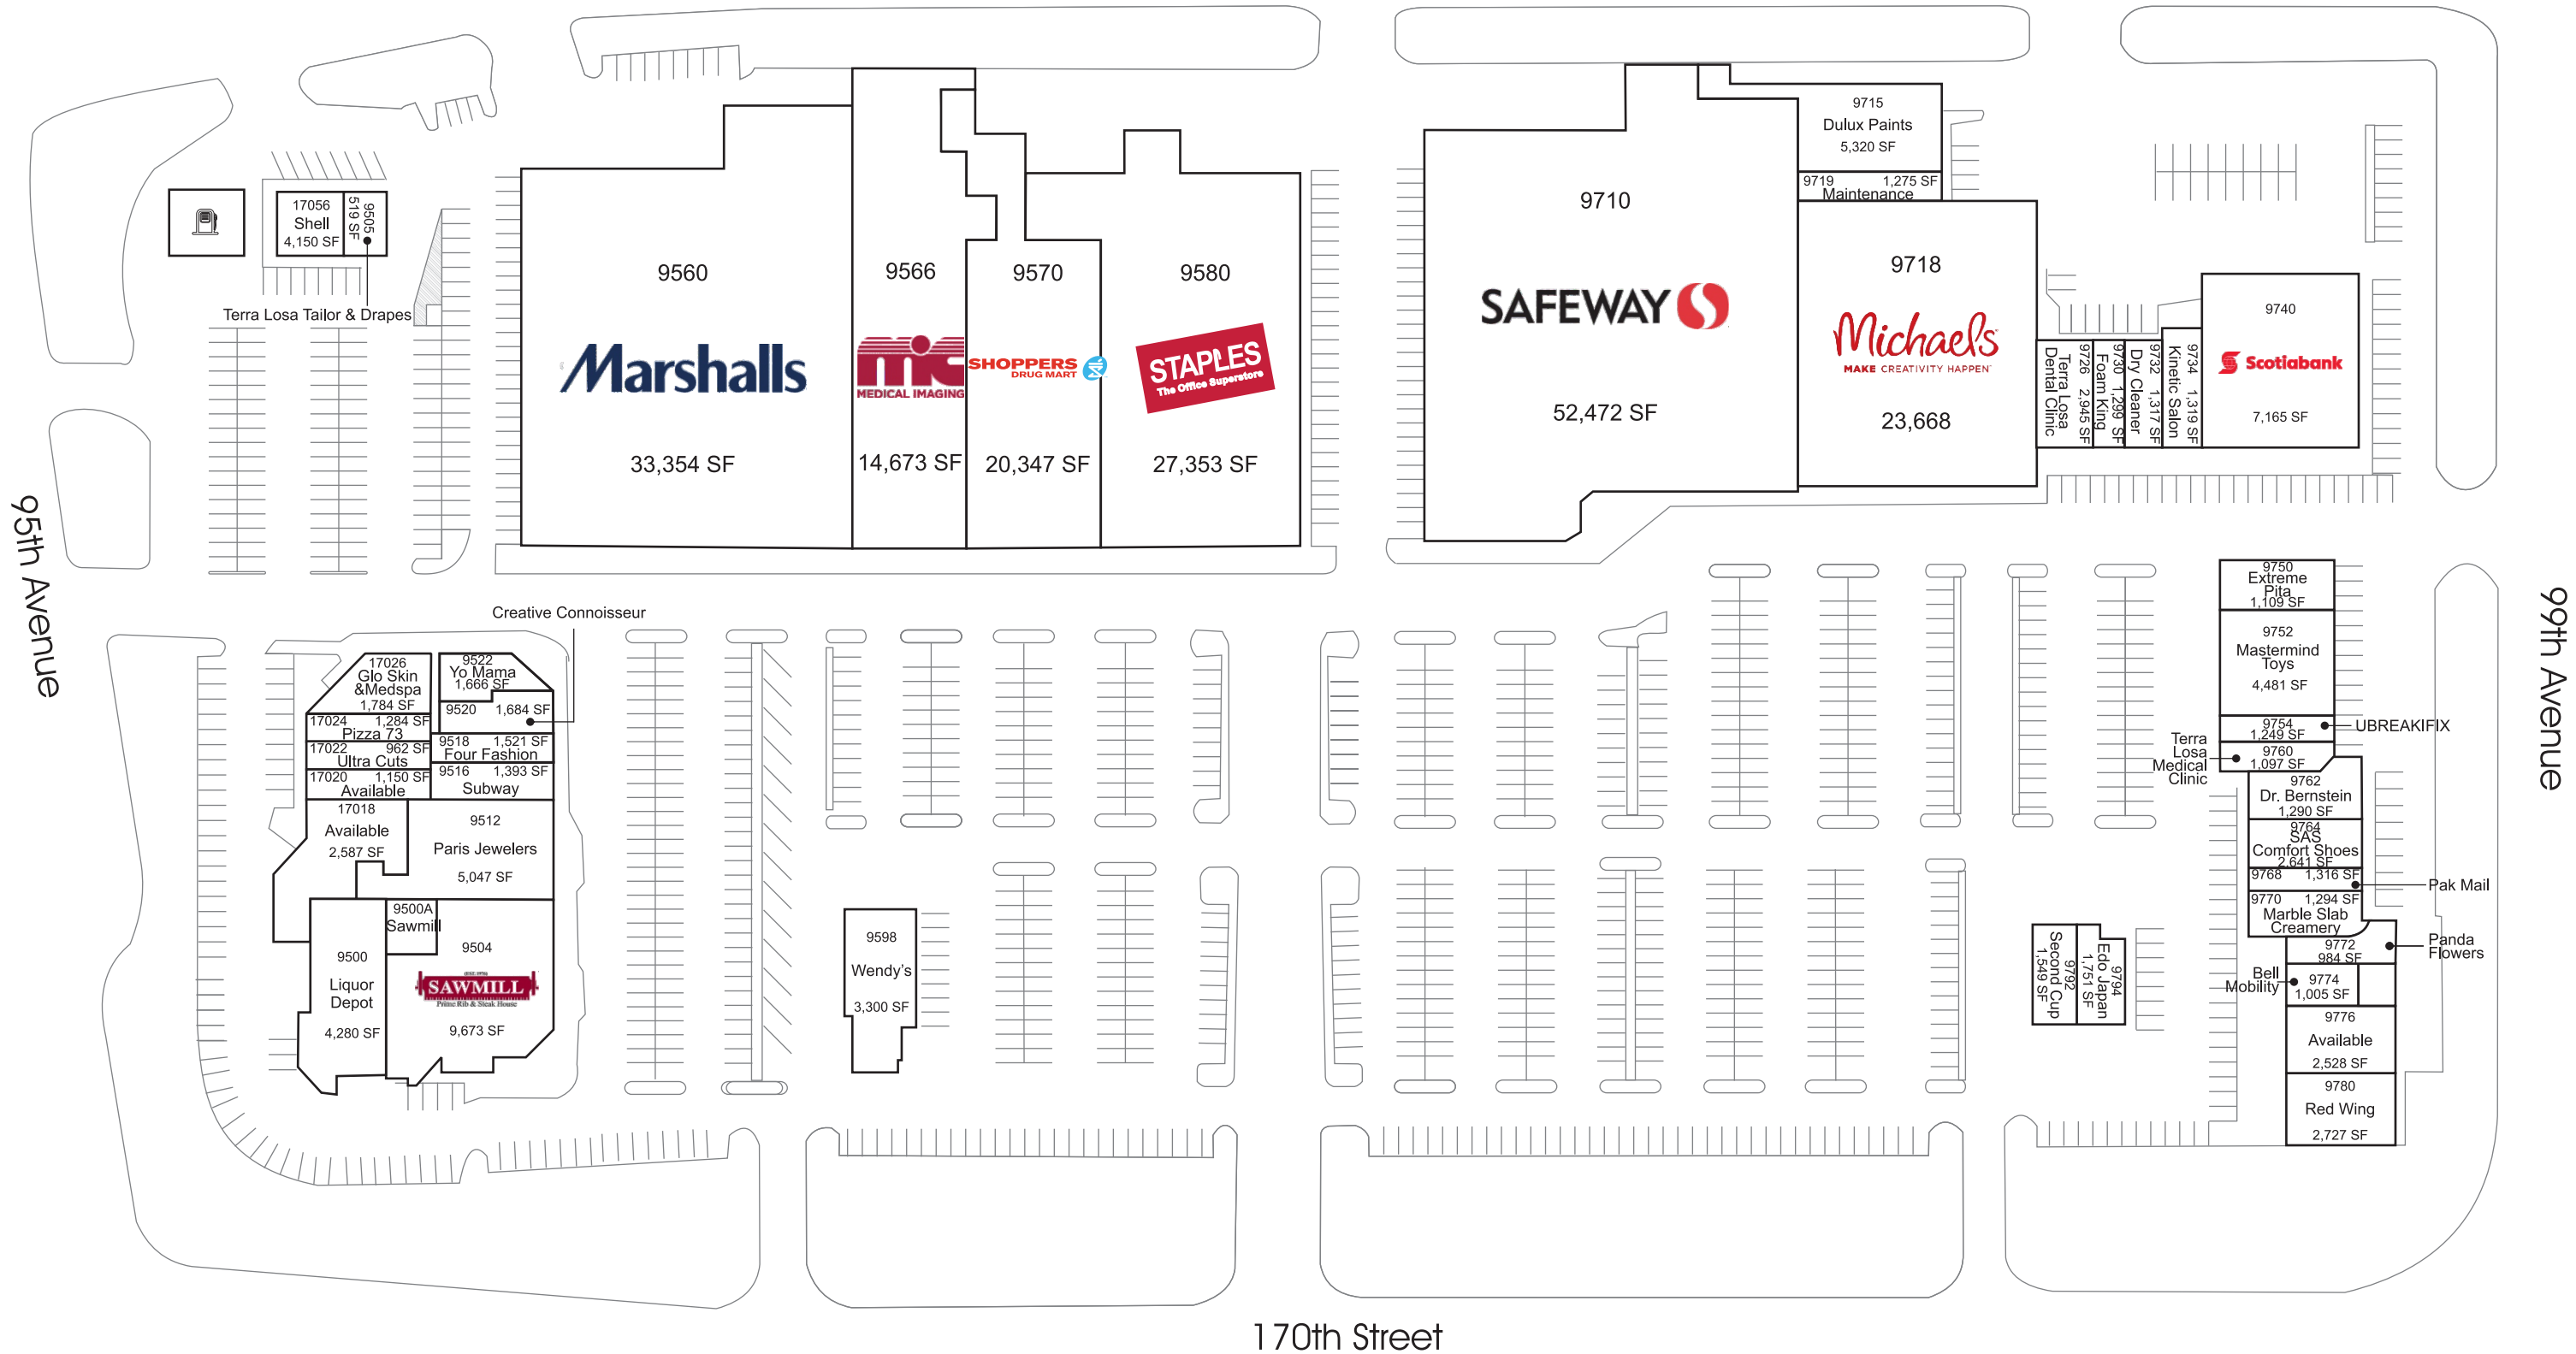 9715
Dulux Paints
5,320 SF
9719 1,275 SF
Maintenance
17056
Shell
4,150 SF
9505
519 SF
Terra Losa Tailor & Drapes
9560
Marshalls
33,354 SF
9566
mic
MEDICAL IMAGING
14,673 SF
9570
SHOPPERS
DRUG MART
20,347 SF
9580
STAPLES
The Office Superstore
27,353 SF
9710
SAFEWAY
52,472 SF
9718
Michaels
MAKE CREATIVITY HAPPEN
23,668
9726 2,945 SF
Terra Losa
Dental Clinic
9730 1,299 SF
Foam King
9732 1,317 SF
Dry Cleaner
9734 1,319 SF
Kinetic Salon
9740
Scotiabank
7,165 SF
95th Avenue
99th Avenue
Creative Connoisseur
17026
Glo Skin
&Medspa
1,784 SF
17024 1,284 SF
Pizza 73
17022 962 SF
Ultra Cuts
17020 1,150 SF
Available
17018
Available
2,587 SF
9522
Yo Mama
1,666 SF
9520 1,684 SF
9518 1,521 SF
Four Fashion
9516 1,393 SF
Subway
9512
Paris Jewelers
5,047 SF
9500A
Sawmill
9504
SAWMILL
Prime Rib & Steak House
9,673 SF
9500
Liquor
Depot
4,280 SF
9598
Wendy's
3,300 SF
9750
Extreme
Pita
1,109 SF
9752
Mastermind
Toys
4,481 SF
9754
1,249 SF
UBREAKIFIX
9760
1,097 SF
Terra
Losa
Medical
Clinic
9762
Dr. Bernstein
1,290 SF
9764
SAS
Comfort Shoes
2,641 SF
9768 1,316 SF
Pak Mail
9770 1,294 SF
Marble Slab
Creamery
9772
984 SF
Panda
Flowers
9774
1,005 SF
Bell
Mobility
9776
Available
2,528 SF
9780
Red Wing
2,727 SF
9792
Second Cup
1,549 SF
9794
Edo Japan
1,751 SF
170th Street